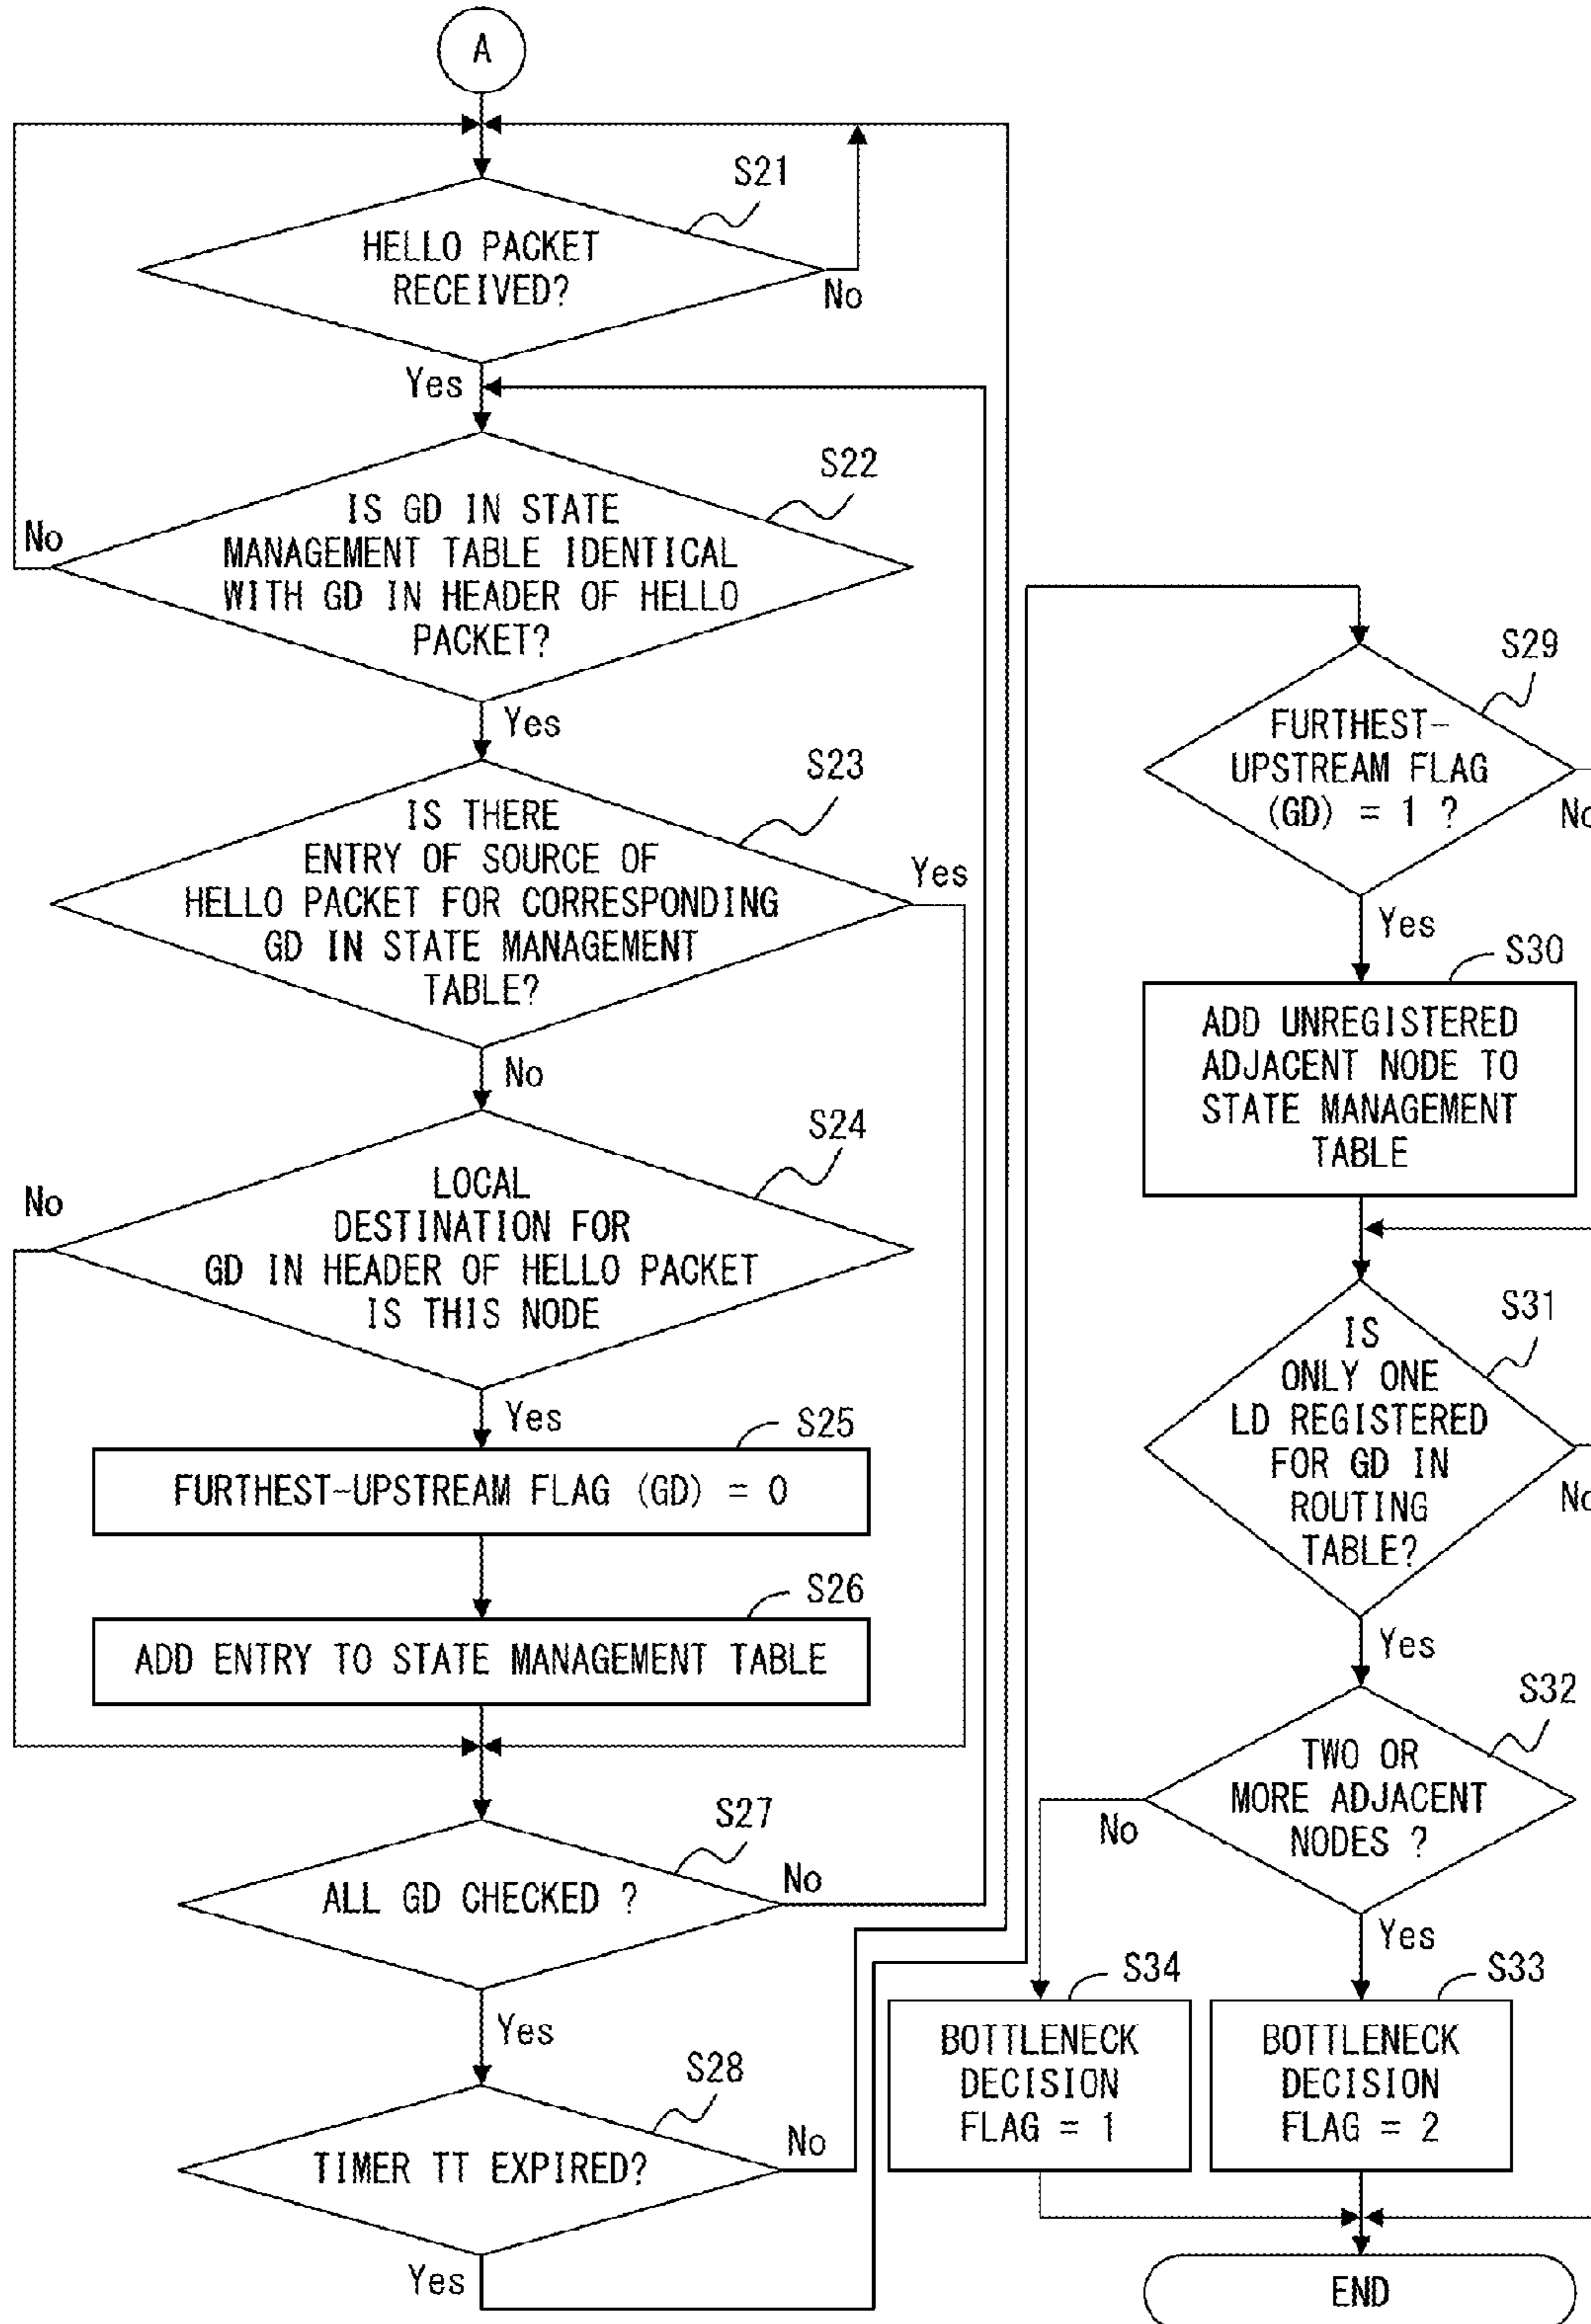 A
S21
HELLO PACKET
RECEIVED?
No
Yes
S22
IS GD IN STATE
MANAGEMENT TABLE IDENTICAL
WITH GD IN HEADER OF HELLO
PACKET?
No
Yes
S23
IS THERE
ENTRY OF SOURCE OF
HELLO PACKET FOR CORRESPONDING
GD IN STATE MANAGEMENT
TABLE?
Yes
No
S24
LOCAL
DESTINATION FOR
GD IN HEADER OF HELLO PACKET
IS THIS NODE
No
Yes
S25
FURTHEST-UPSTREAM FLAG (GD) = 0
S26
ADD ENTRY TO STATE MANAGEMENT TABLE
S27
ALL GD CHECKED ?
No
Yes
S28
TIMER TT EXPIRED?
No
Yes
S29
FURTHEST-
UPSTREAM FLAG
(GD) = 1 ?
No
Yes
S30
ADD UNREGISTERED
ADJACENT NODE TO
STATE MANAGEMENT
TABLE
S31
IS
ONLY ONE
LD REGISTERED
FOR GD IN
ROUTING
TABLE?
No
Yes
S32
TWO OR
MORE ADJACENT
NODES ?
No
Yes
S34
BOTTLENECK
DECISION
FLAG = 1
S33
BOTTLENECK
DECISION
FLAG = 2
END